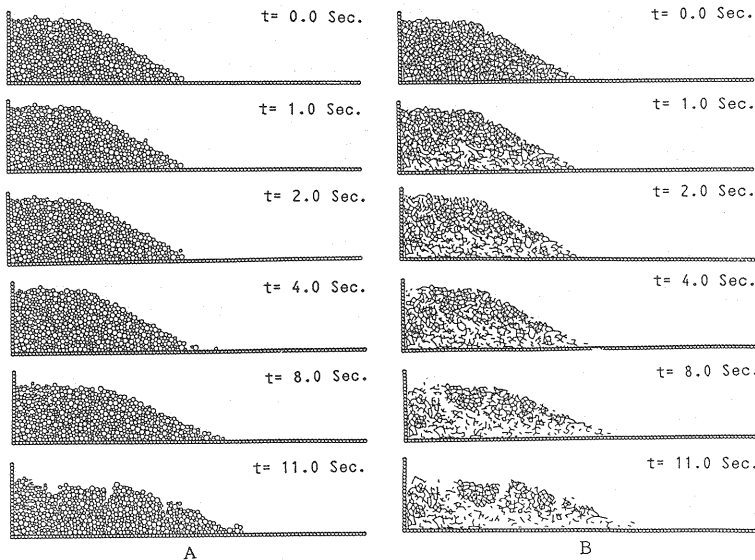 t= 0.0 Sec.
t= 1.0 Sec.
t= 2.0 Sec.
t= 4.0 Sec.
t= 8.0 Sec.
t= 11.0 Sec.
A
t= 0.0 Sec.
t= 1.0 Sec.
t= 2.0 Sec.
t= 4.0 Sec.
t= 8.0 Sec.
t= 11.0 Sec.
B